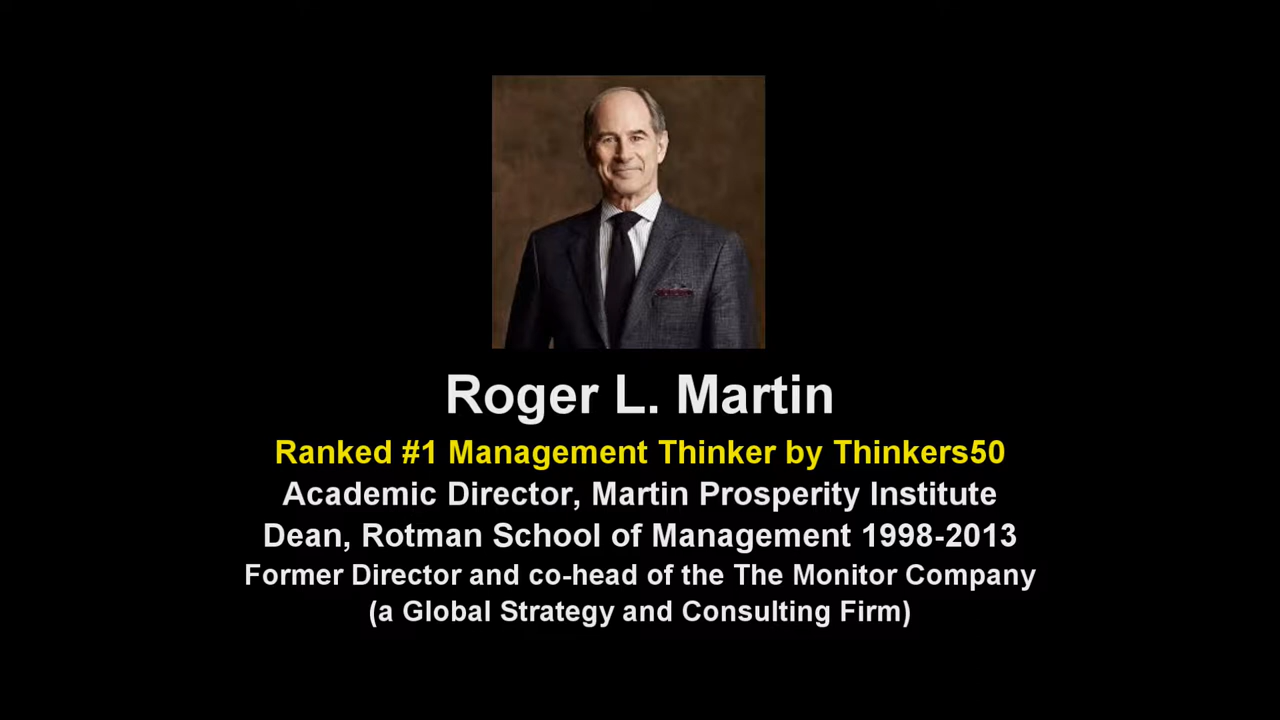 Roger L. Martin
Ranked #1 Management Thinker by Thinkers50
Academic Director, Martin Prosperity Institute
Dean, Rotman School of Management 1998-2013
Former Director and co-head of the The Monitor Company
(a Global Strategy and Consulting Firm)